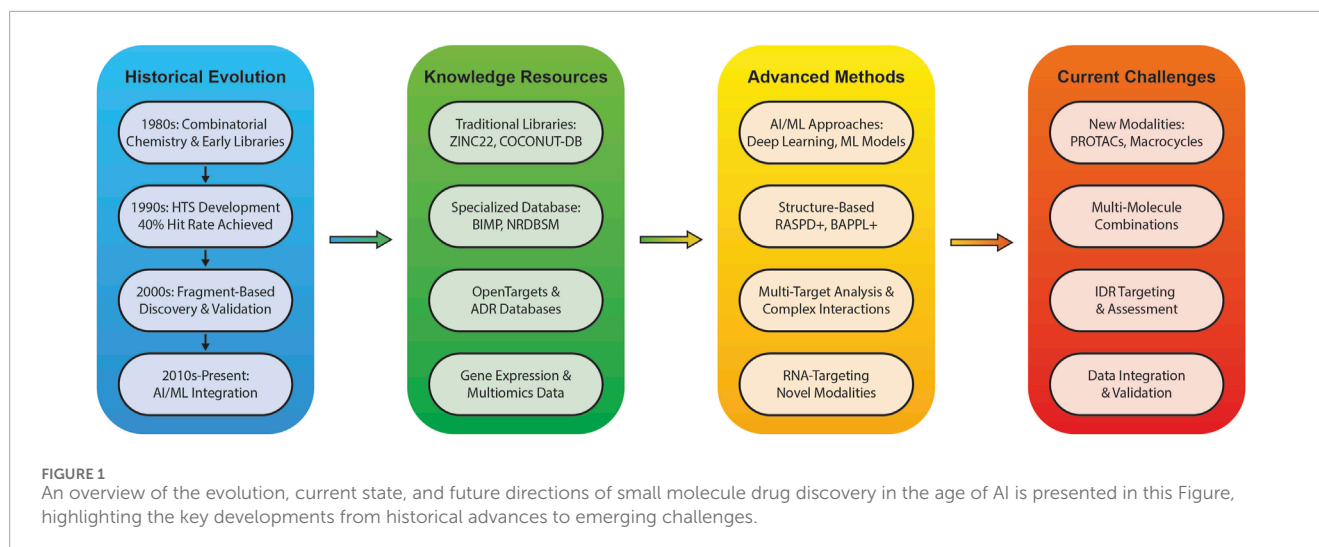 Historical Evolution
1980s: Combinatorial
Chemistry & Early Libraries
1990s: HTS Development
40% Hit Rate Achieved
2000s: Fragment-Based
Discovery & Validation
2010s-Present:
AI/ML Integration
Knowledge Resources
Traditional Libraries:
ZINC22, COCONUT-DB
Specialized Database:
BIMP, NRDBSM
OpenTargets &
ADR Databases
Gene Expression &
Multiomics Data
Advanced Methods
AI/ML Approaches:
Deep Learning, ML Models
Structure-Based
RASPD+, BAPPL+
Multi-Target Analysis &
Complex Interactions
RNA-Targeting
Novel Modalities
Current Challenges
New Modalities:
PROTACs, Macrocycles
Multi-Molecule
Combinations
IDR Targeting
& Assessment
Data Integration
& Validation
FIGURE 1
An overview of the evolution, current state, and future directions of small molecule drug discovery in the age of AI is presented in this Figure,
highlighting the key developments from historical advances to emerging challenges.